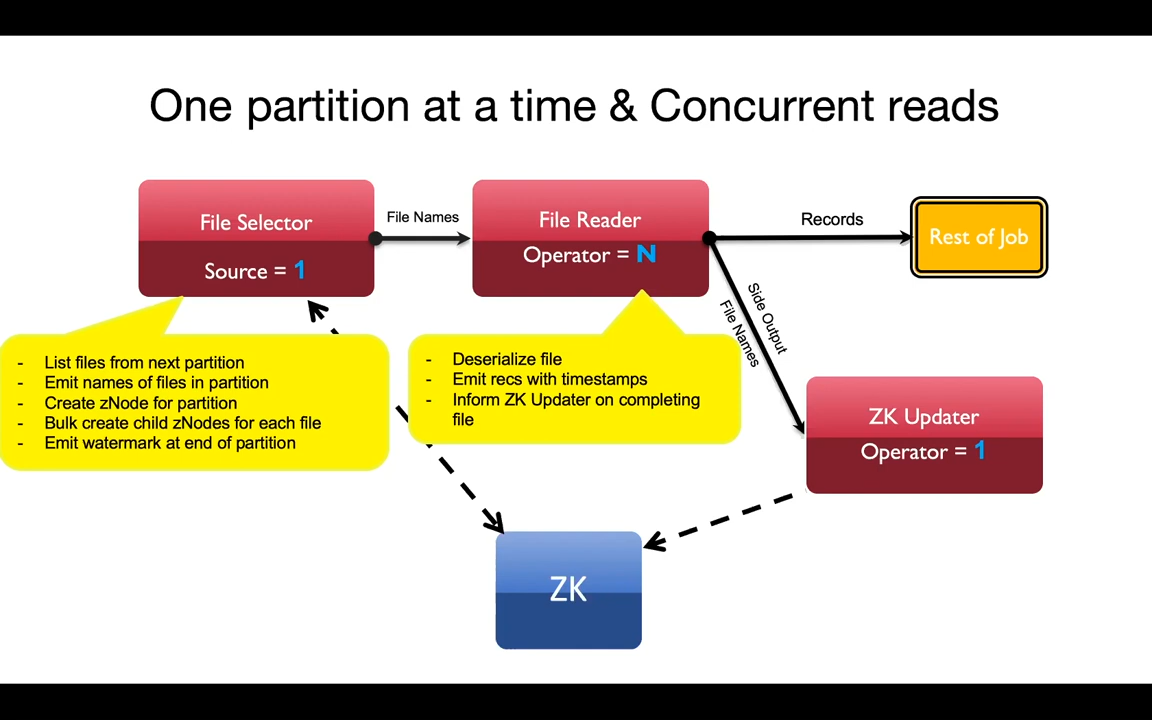 One partition at a time & Concurrent reads
File Selector
Source = 1
File Names
File Reader
Operator = N
Records
Rest of Job
Side Output
File Names
- List files from next partition
- Emit names of files in partition
- Create zNode for partition
- Bulk create child zNodes for each file
- Emit watermark at end of partition
- Deserialize file
- Emit recs with timestamps
- Inform ZK Updater on completing
file
ZK Updater
Operator = 1
ZK